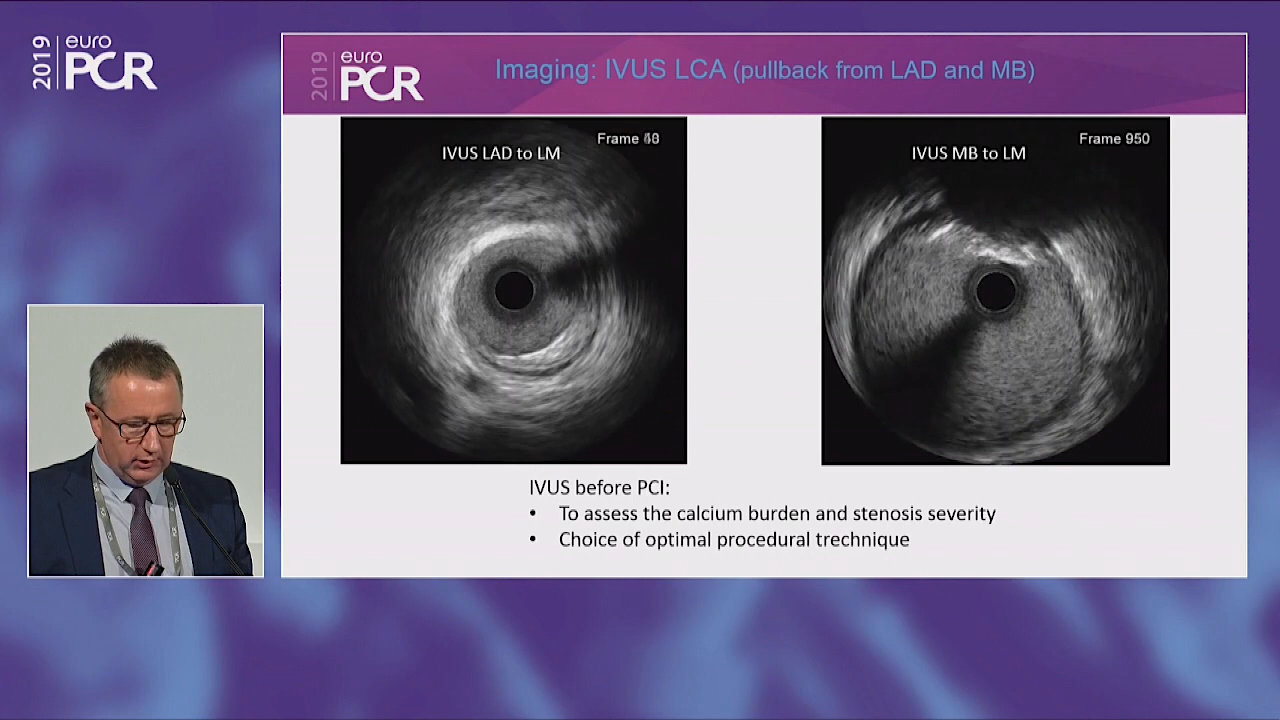 2019
euro
PCR
2019
euro
PCR
Imaging: IVUS LCA (pullback from LAD and MB)
IVUS LAD to LM
Frame
IVUS MB to LM
Frame 950
IVUS before PCI:
• To assess the calcium burden and stenosis severity
• Choice of optimal procedural trechnique